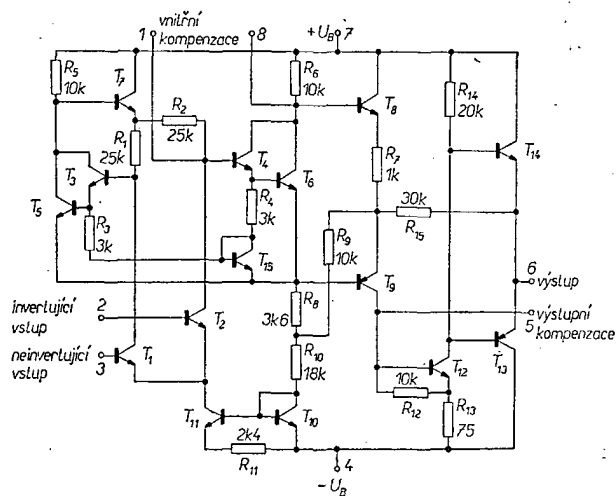 vnitřní
1 kompenzace 8
+U_B 7
R5
10k
T7
R2
25k
R6
10k
T8
R14
20k
R1
25k
T3
T5
T4
T6
R7
1k
T14
R3
3k
R4
3k
R9
10k
30k
R15
T15
T9
6
výstup
R8
3k6
výstupní
kompenzace
5
invertující
vstup
2
T2
neinvertující
vstup
3
T1
R10
18k
T12
T13
10k
R12
R13
75
T11
T10
2k4
R11
4
-U_B